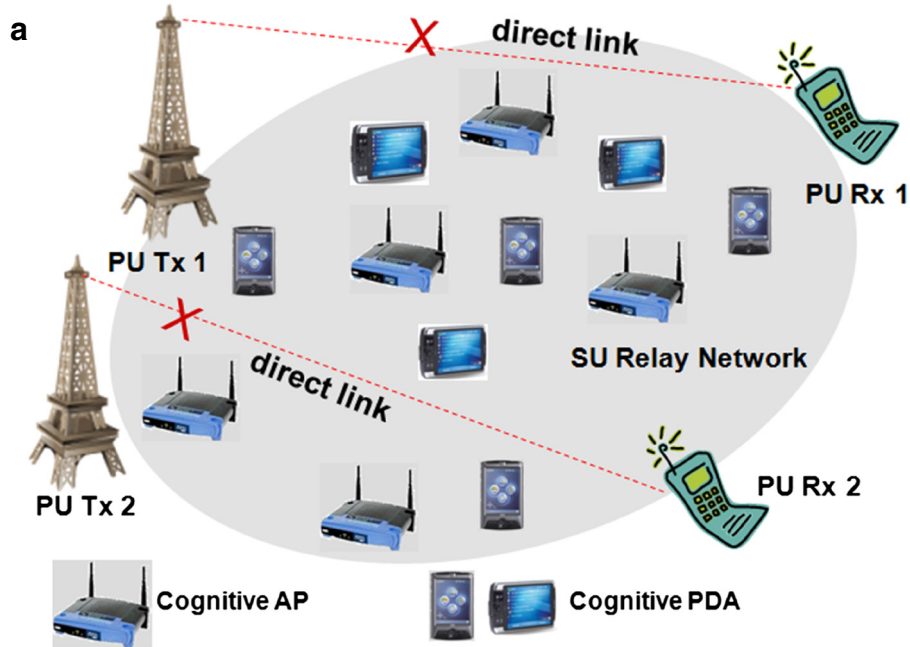 a
direct link
PU Rx 1
PU Tx 1
SU Relay Network
direct link
PU Tx 2
PU Rx 2
Cognitive AP
Cognitive PDA